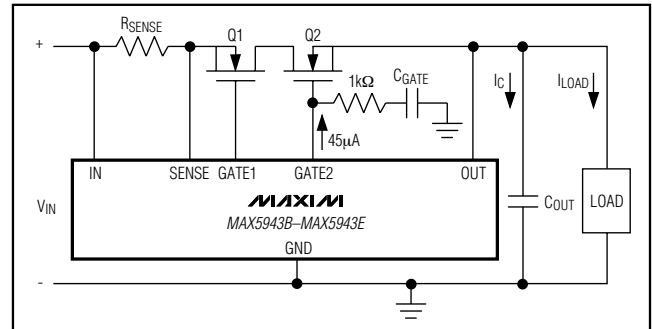 RSENSE
Q1
Q2
+
1kΩ
CGATE
IC
ILOAD
45µA
IN
SENSE
GATE1
GATE2
OUT
VIN
MAXIM
MAX5943B–MAX5943E
GND
COUT
LOAD
-